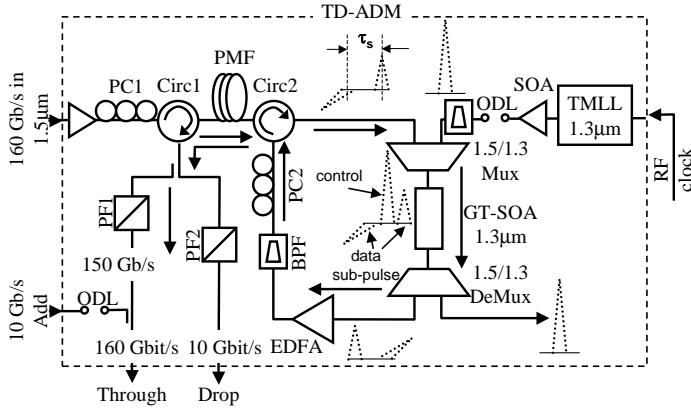 TD-ADM
160 Gb/s in
1.5μm
PC1
Circ1
PMF
Circ2
τs
ODL
SOA
TMLL
1.3μm
RF
clock
PC2
control
1.5/1.3
Mux
GT-SOA
1.3μm
data
sub-pulse
1.5/1.3
DeMux
PF1
PF2
BPF
150 Gb/s
10 Gb/s
Add
ODL
160 Gbit/s
10 Gbit/s
EDFA
Through
Drop